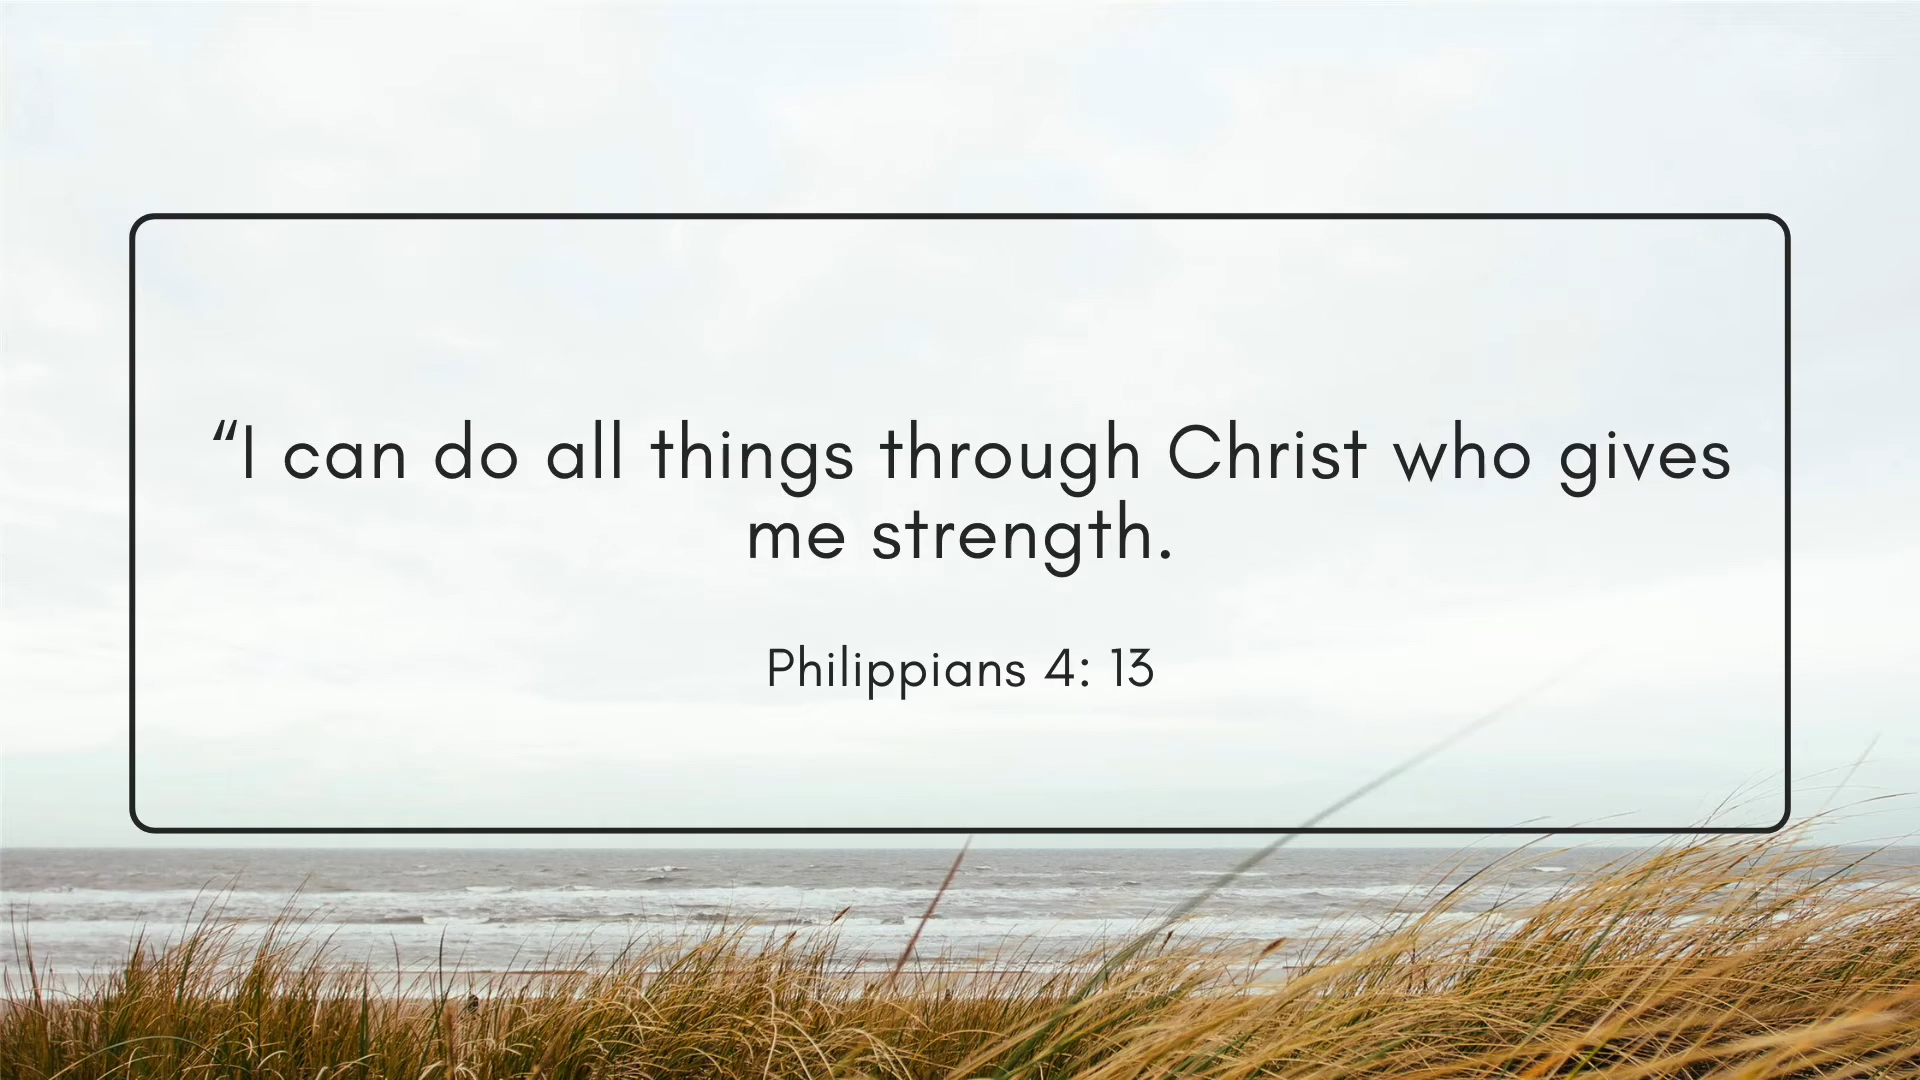 “I can do all things through Christ who gives
me strength.
Philippians 4: 13